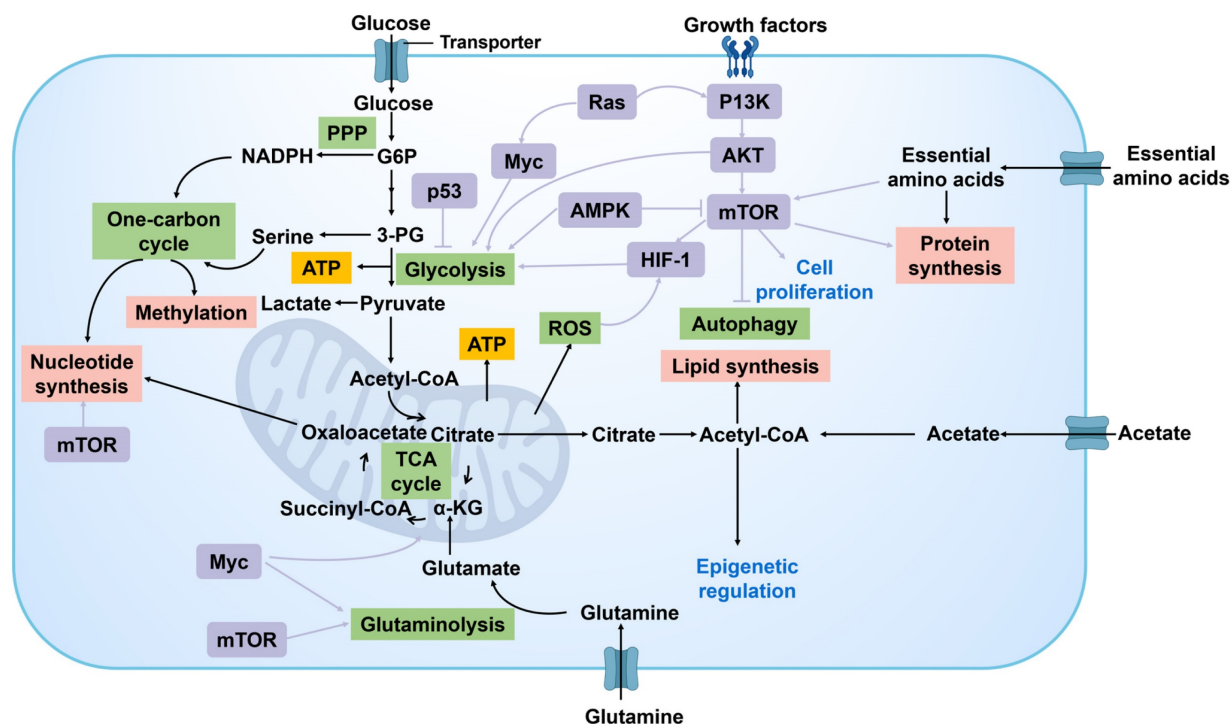 Glucose
Transporter
Growth factors
Glucose
Ras
P13K
PPP
NADPH
G6P
Myc
AKT
Essential
amino acids
Essential
amino acids
p53
AMPK
mTOR
One-carbon
cycle
Serine
3-PG
ATP
Glycolysis
HIF-1
Protein
synthesis
Cell
proliferation
Methylation
Lactate
Pyruvate
ROS
Autophagy
ATP
Nucleotide
synthesis
Lipid synthesis
Acetyl-CoA
mTOR
Oxaloacetate
Citrate
Citrate
Acetyl-CoA
Acetate
Acetate
TCA
cycle
Succinyl-CoA
α-KG
Myc
Glutamate
Epigenetic
regulation
Glutamine
Glutaminolysis
mTOR
Glutamine